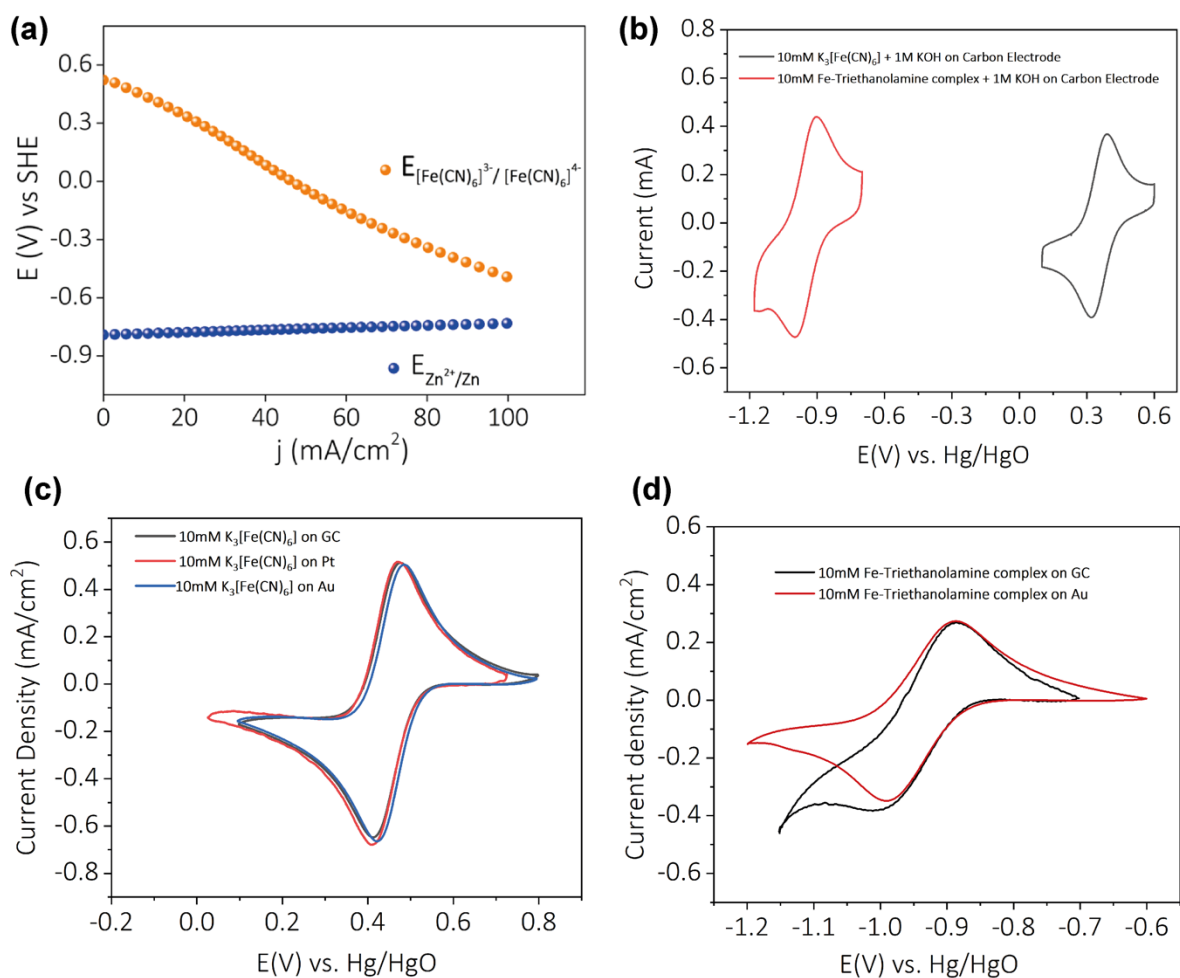 (a)
E (V) vs SHE
0.6
0.3
0.0
-0.3
-0.6
-0.9
E[Fe(CN)6]3-/ [Fe(CN)6]4-
EZn2+/Zn
0 20 40 60 80 100
j (mA/cm2)
(b)
Current (mA)
0.8
0.6
0.4
0.2
0.0
-0.2
-0.4
-0.6
10mM K3[Fe(CN)6] + 1M KOH on Carbon Electrode
10mM Fe-Triethanolamine complex + 1M KOH on Carbon Electrode
-1.2 -0.9 -0.6 -0.3 0.0 0.3 0.6
E(V) vs. Hg/HgO
(c)
Current Density (mA/cm2)
0.6
0.4
0.2
0.0
-0.2
-0.4
-0.6
-0.8
10mM K3[Fe(CN)6] on GC
10mM K3[Fe(CN)6] on Pt
10mM K3[Fe(CN)6] on Au
-0.2 0.0 0.2 0.4 0.6 0.8
E(V) vs. Hg/HgO
(d)
Current density (mA/cm2)
0.6
0.4
0.2
0.0
-0.2
-0.4
-0.6
10mM Fe-Triethanolamine complex on GC
10mM Fe-Triethanolamine complex on Au
-1.2 -1.1 -1.0 -0.9 -0.8 -0.7 -0.6
E(V) vs. Hg/HgO